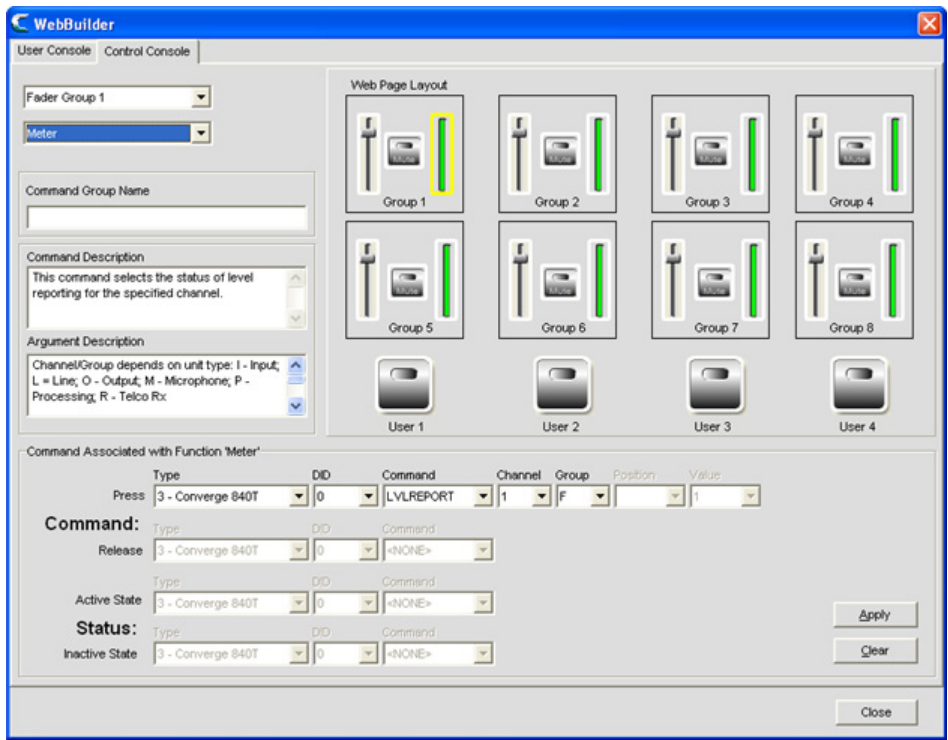 WebBuilder
User Console Control Console
Fader Group 1
Meter
Command Group Name
Command Description
This command selects the status of level
reporting for the specified channel.
Argument Description
Channel/Group depends on unit type: I - Input;
L = Line; O - Output; M - Microphone; P -
Processing; R - Telco Rx
Web Page Layout
Mute Mute Mute Mute
Group 1 Group 2 Group 3 Group 4
Mute Mute Mute Mute
Group 5 Group 6 Group 7 Group 8
User 1 User 2 User 3 User 4
Command Associated with Function 'Meter'
Type DID Command Channel Group Position Value
Press 3 - Converge 840T 0 LVLREPORT 1 F 1
Command:
Type DID Command
Release 3 - Converge 840T 0 <NONE>
Type DID Command
Active State 3 - Converge 840T 0 <NONE>
Status:
Type DID Command
Inactive State 3 - Converge 840T 0 <NONE>
Apply
Clear
Close